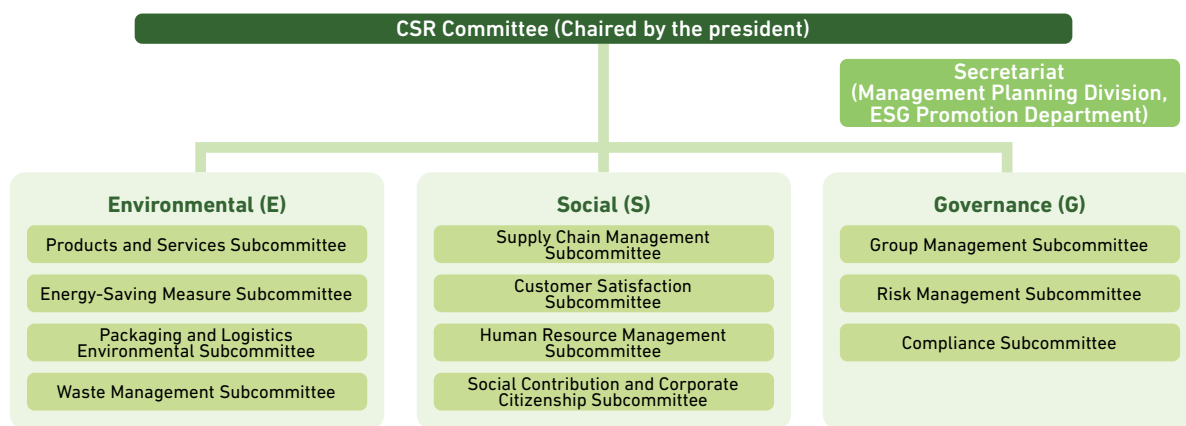 CSR Committee (Chaired by the president)
Secretariat
(Management Planning Division,
ESG Promotion Department)
Environmental (E)
Products and Services Subcommittee
Energy-Saving Measure Subcommittee
Packaging and Logistics
Environmental Subcommittee
Waste Management Subcommittee
Social (S)
Supply Chain Management
Subcommittee
Customer Satisfaction
Subcommittee
Human Resource Management
Subcommittee
Social Contribution and Corporate
Citizenship Subcommittee
Governance (G)
Group Management Subcommittee
Risk Management Subcommittee
Compliance Subcommittee